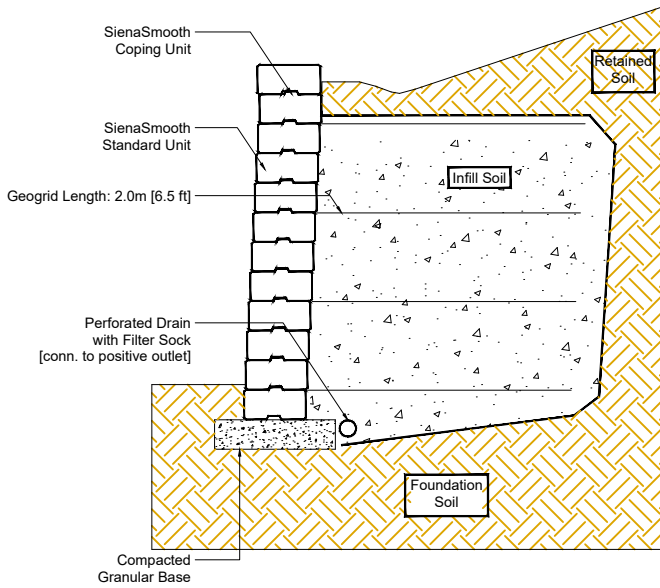 SienaSmooth
Coping Unit
Retained
Soil
SienaSmooth
Standard Unit
Infill Soil
Geogrid Length: 2.0m [6.5 ft]
Perforated Drain
with Filter Sock
[conn. to positive outlet]
1
Foundation
Soil
Compacted
Granular Base